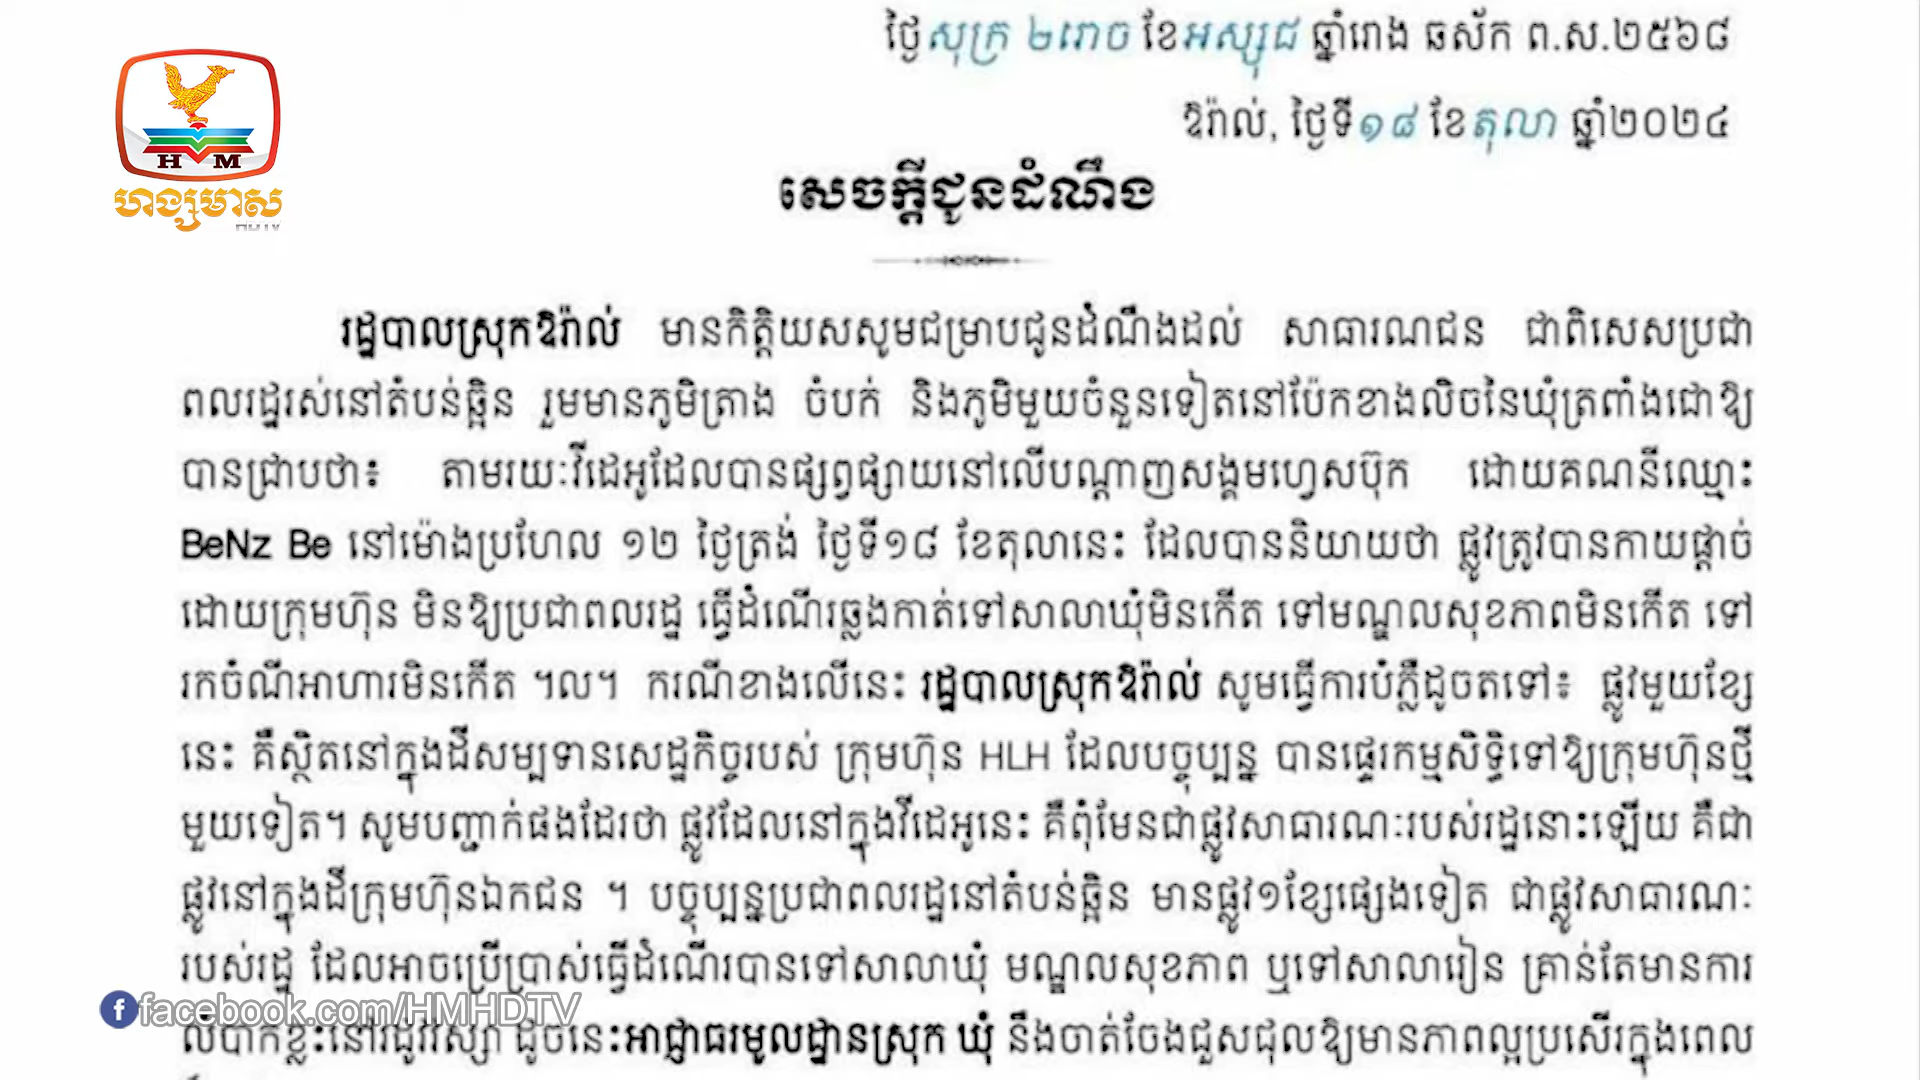 ថ្ងៃសុក្រ ២រោច ខែអស្សុជ ឆ្នាំរោង ឆស័ក ព.ស.២៥៦៨
ឱរ៉ាល់, ថ្ងៃទី១៨ ខែតុលា ឆ្នាំ២០២៤
HM
ហង្សមាស
HDTV
សេចក្តីជូនដំណឹង
រដ្ឋបាលស្រុកឱរ៉ាល់ មានកិត្តិយសសូមជម្រាបជូនដំណឹងដល់ សាធារណជន ជាពិសេសប្រជា
ពលរដ្ឋរស់នៅតំបន់ផ្អិន រួមមានភូមិត្រាង ចំបក់ និងភូមិមួយចំនួនទៀតនៅប៉ែកខាងលិចនៃឃុំត្រពាំងជោឱ្យ
បានជ្រាបថា៖ តាមរយៈវីដេអូដែលបានផ្សព្វផ្សាយនៅលើបណ្តាញសង្គមហ្វេសប៊ុក ដោយគណនីឈ្មោះ
BeNz Be នៅម៉ោងប្រហែល ១២ ថ្ងៃត្រង់ ថ្ងៃទី១៨ ខែតុលានេះ ដែលបាននិយាយថា ផ្លូវត្រូវបានកាយផ្តាច់
ដោយក្រុមហ៊ុន មិនឱ្យប្រជាពលរដ្ឋ ធ្វើដំណើរឆ្លងកាត់ទៅសាលាឃុំមិនកើត ទៅមណ្ឌលសុខភាពមិនកើត ទៅ
រកចំណីអាហារមិនកើត ។ល។ ករណីខាងលើនេះ រដ្ឋបាលស្រុកឱរ៉ាល់ សូមធ្វើការបំភ្លឺដូចតទៅ៖ ផ្លូវមួយខ្សែ
នេះ គឺស្ថិតនៅក្នុងដីសម្បទានសេដ្ឋកិច្ចរបស់ ក្រុមហ៊ុន HLH ដែលបច្ចុប្បន្ន បានផ្ទេរកម្មសិទ្ធិទៅឱ្យក្រុមហ៊ុនថ្មី
មួយទៀត។ សូមបញ្ជាក់ផងដែរថា ផ្លូវដែលនៅក្នុងវីដេអូនេះ គឺពុំមែនជាផ្លូវសាធារណៈរបស់រដ្ឋនោះឡើយ គឺជា
ផ្លូវនៅក្នុងដីក្រុមហ៊ុនឯកជន ។ បច្ចុប្បន្នប្រជាពលរដ្ឋនៅតំបន់ផ្អិន មានផ្លូវ១ខ្សែផ្សេងទៀត ជាផ្លូវសាធារណៈ
របស់រដ្ឋ ដែលអាចប្រើប្រាស់ធ្វើដំណើរបានទៅសាលាឃុំ មណ្ឌលសុខភាព ឬទៅសាលារៀន គ្រាន់តែមានការ
លំបាកខ្លះនៅរដូវវស្សា ដូចនេះអាជ្ញាធរមូលដ្ឋានស្រុក ឃុំ នឹងចាត់ចែងជួសជុលឱ្យមានភាពល្អប្រសើរក្នុងពេល
facebook.com/HMHDTV